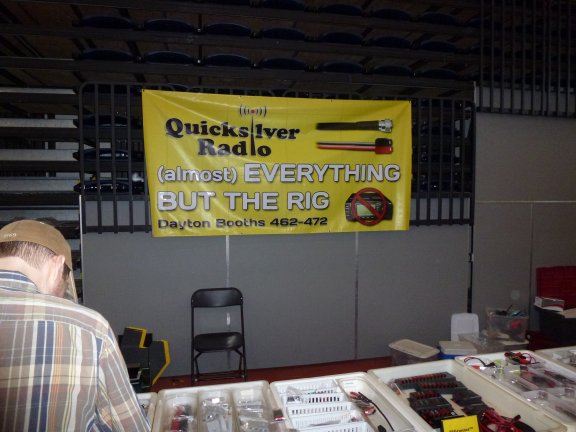 Quicksilver
Radio
(almost) EVERYTHING
BUT THE RIG
Dayton Booths 462-472